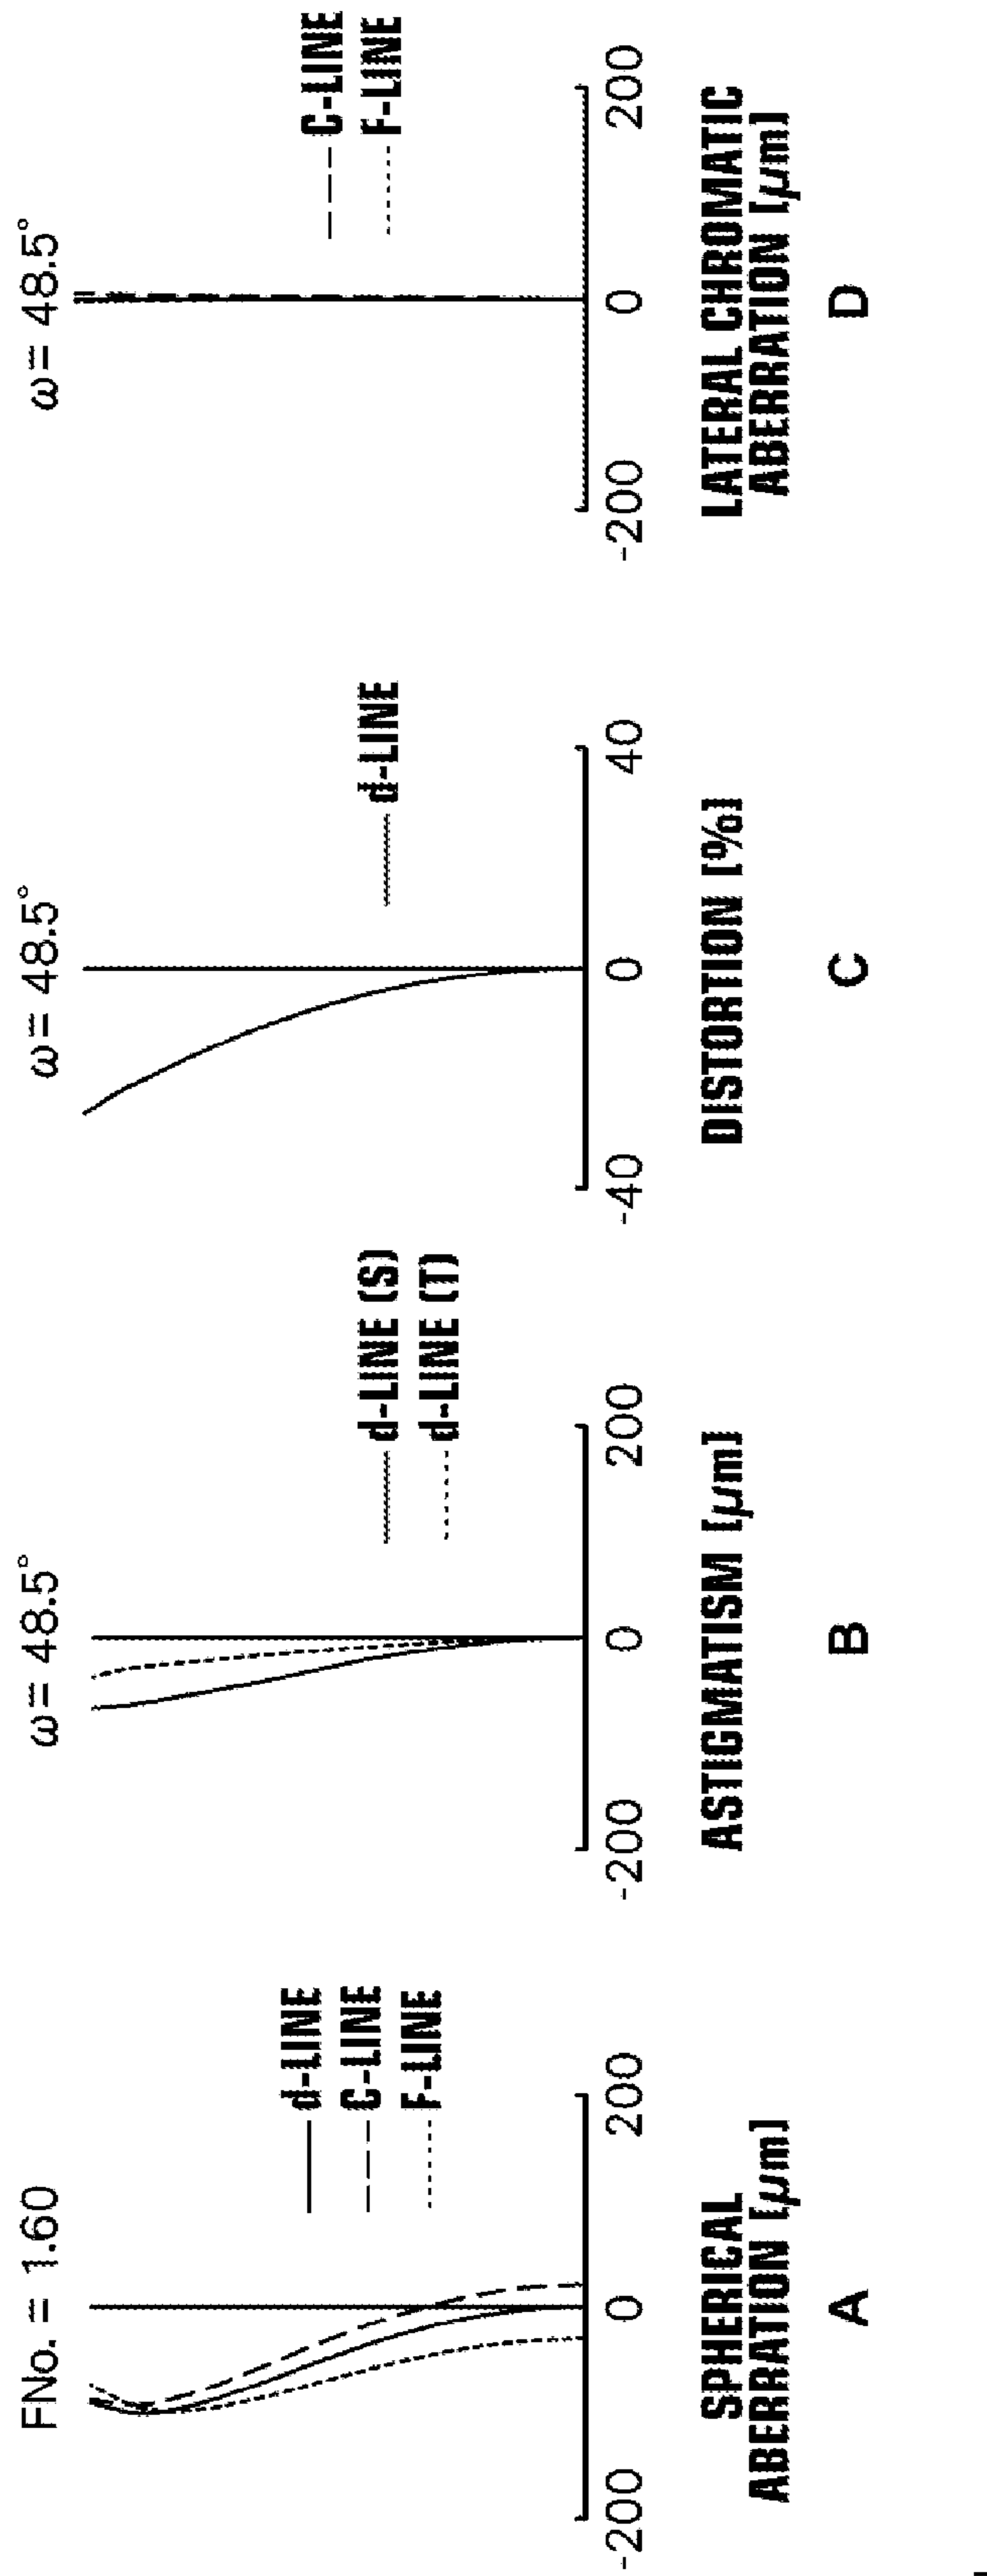 FNo. = 1.60
d-LINE
C-LINE
F-LINE
-200
0
200
SPHERICAL
ABERRATION [μm]
A
ω= 48.5°
d-LINE (S)
d-LINE (T)
-200
0
200
ASTIGMATISM [μm]
B
ω= 48.5°
d-LINE
-40
0
40
DISTORTION [%]
C
ω= 48.5°
C-LINE
F-LINE
-200
0
200
LATERAL CHROMATIC
ABERRATION [μm]
D